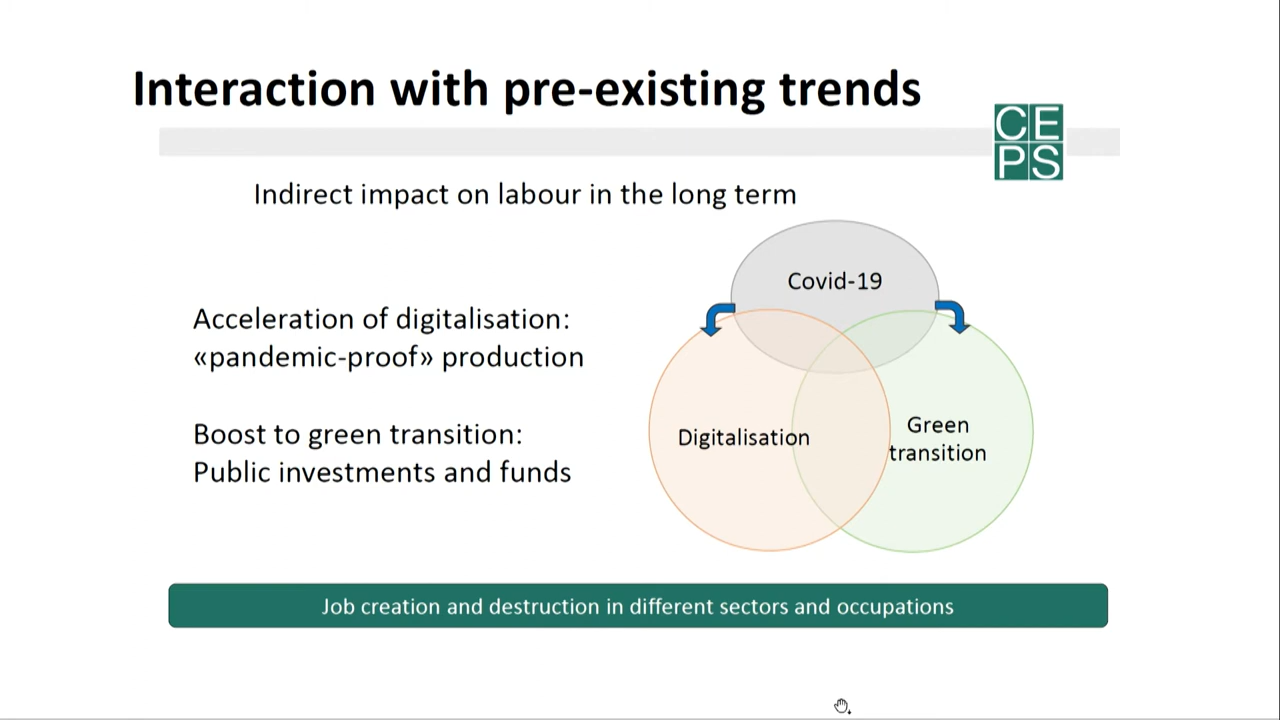 Interaction with pre-existing trends
CE
PS
Indirect impact on labour in the long term
Acceleration of digitalisation:
«pandemic-proof» production
Boost to green transition:
Public investments and funds
Covid-19
Digitalisation
Green
transition
Job creation and destruction in different sectors and occupations